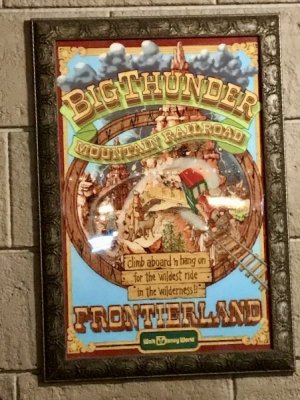 BIG THUNDER
MOUNTAIN RAILROAD
climb aboard 'n hang on
for the wildest ride
in the wilderness!!
FRONTIERLAND
Walt Disney World